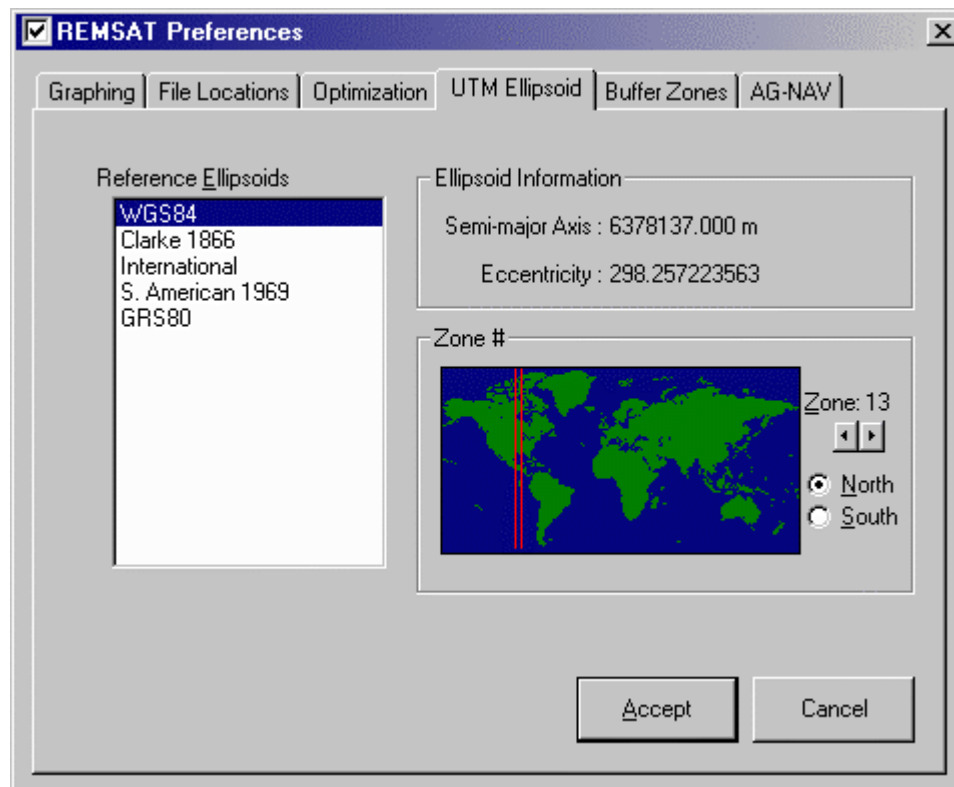 REMSAT Preferences
Graphing File Locations Optimization UTM Ellipsoid Buffer Zones AG-NAV
Reference Ellipsoids
WGS84
Clarke 1866
International
S. American 1969
GRS80
Ellipsoid Information
Semi-major Axis : 6378137.000 m
Eccentricity : 298.257223563
Zone #
Zone: 13
North
South
Accept Cancel